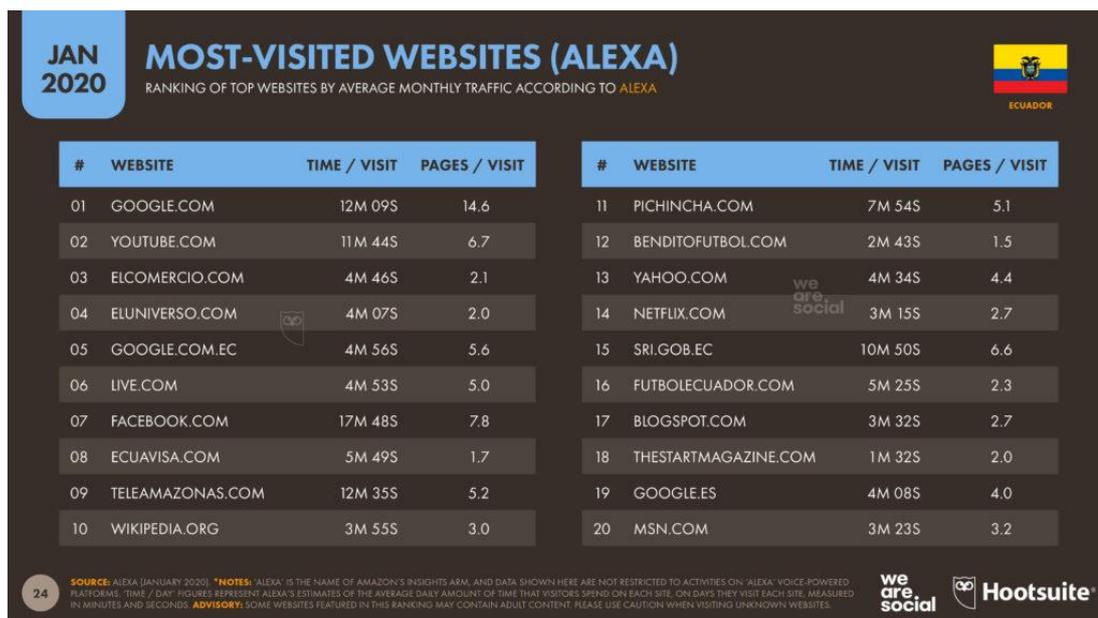 JAN
2020
MOST-VISITED WEBSITES (ALEXA)
RANKING OF TOP WEBSITES BY AVERAGE MONTHLY TRAFFIC ACCORDING TO ALEXA
ECUADOR
# WEBSITE TIME / VISIT PAGES / VISIT
01 GOOGLE.COM 12M 09S 14.6
02 YOUTUBE.COM 11M 44S 6.7
03 ELCOMERCIO.COM 4M 46S 2.1
04 ELUNIVERSO.COM 4M 07S 2.0
05 GOOGLE.COM.EC 4M 56S 5.6
06 LIVE.COM 4M 53S 5.0
07 FACEBOOK.COM 17M 48S 7.8
08 ECUAVISA.COM 5M 49S 1.7
09 TELEAMAZONAS.COM 12M 35S 5.2
10 WIKIPEDIA.ORG 3M 55S 3.0
# WEBSITE TIME / VISIT PAGES / VISIT
11 PICHINCHA.COM 7M 54S 5.1
12 BENDITOFUTBOL.COM 2M 43S 1.5
13 YAHOO.COM 4M 34S 4.4
14 NETFLIX.COM 3M 15S 2.7
15 SRI.GOB.EC 10M 50S 6.6
16 FUTBOLECUADOR.COM 5M 25S 2.3
17 BLOGSPOT.COM 3M 32S 2.7
18 THESTARTMAGAZINE.COM 1M 32S 2.0
19 GOOGLE.ES 4M 08S 4.0
20 MSN.COM 3M 23S 3.2
we
are.
social
24
SOURCE: ALEXA (JANUARY 2020). *NOTES: 'ALEXA' IS THE NAME OF AMAZON'S INSIGHTS ARM, AND DATA SHOWN HERE ARE NOT RESTRICTED TO ACTIVITIES ON 'ALEXA' VOICE-POWERED
PLATFORMS. 'TIME / DAY' FIGURES REPRESENT ALEXA'S ESTIMATES OF THE AVERAGE DAILY AMOUNT OF TIME THAT VISITORS SPEND ON EACH SITE, ON DAYS THEY VISIT EACH SITE, MEASURED
IN MINUTES AND SECONDS. ADVISORY: SOME WEBSITES FEATURED IN THIS RANKING MAY CONTAIN ADULT CONTENT. PLEASE USE CAUTION WHEN VISITING UNKNOWN WEBSITES.
we
are.
social
Hootsuite